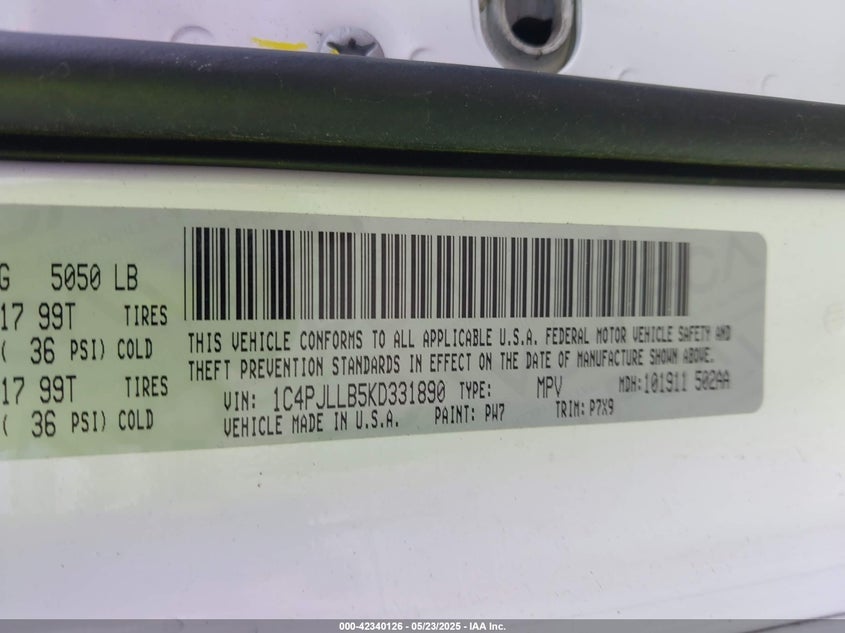 G 5050 LB
17 99T TIRES
( 36 PSI) COLD
17 99T TIRES
( 36 PSI) COLD
THIS VEHICLE CONFORMS TO ALL APPLICABLE U.S.A. FEDERAL MOTOR VEHICLE SAFETY AND
THEFT PREVENTION STANDARDS IN EFFECT ON THE DATE OF MANUFACTURE SHOWN ABOVE.
VIN: 1C4PJLLB5KD331890 TYPE: MPV MDH: 101911 502AA
VEHICLE MADE IN U.S.A. PAINT: PW7 TRIM: P7X9
000-42340126 - 05/23/2025 - IAA Inc.